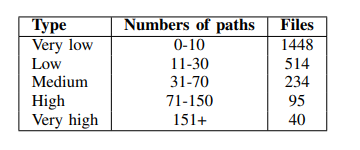 Type Numbers of paths Files
Very low 0-10 1448
Low 11-30 514
Medium 31-70 234
High 71-150 95
Very high 151+ 40